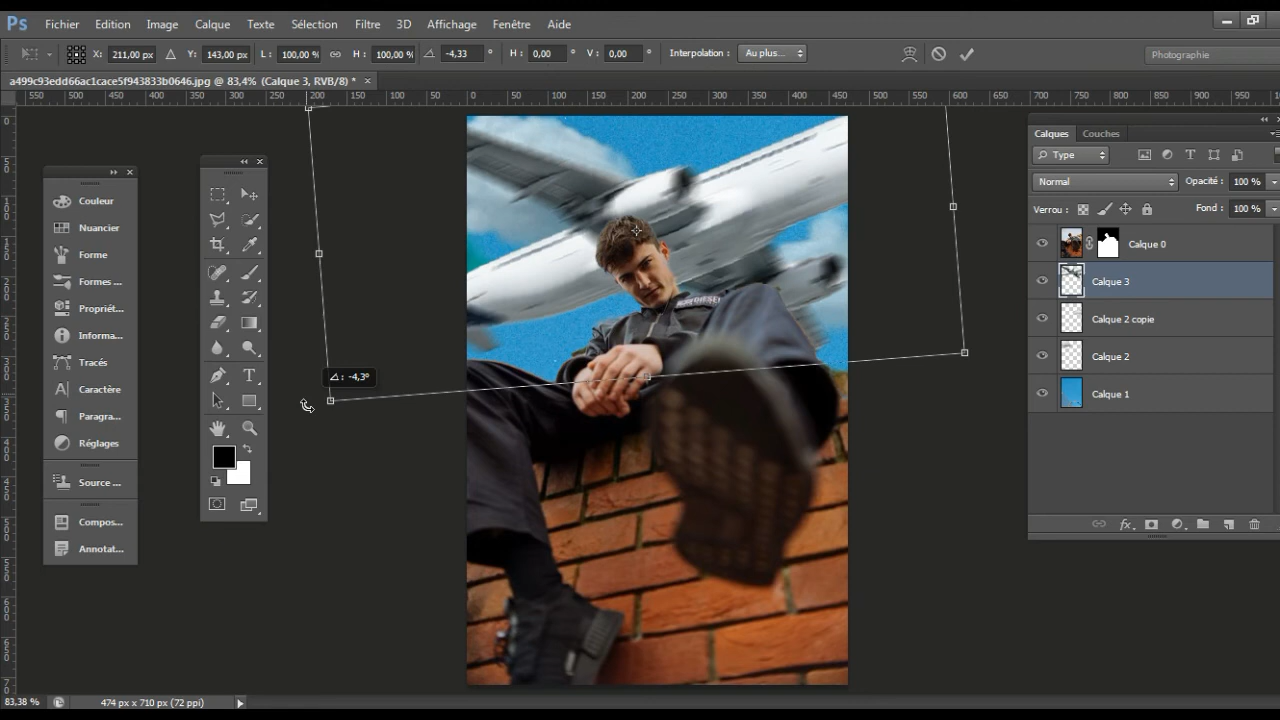 Ps Fichier Edition Image Calque Texte Sélection Filtre 3D Affichage Fenêtre Aide
X: 211,00 px Y: 143,00 px L: 100,00 % H: 100,00 % -4,33 ° H: 0,00 ° V: 0,00 ° Interpolation : Au plus... Photographie
a499c93edd66ac1cace5f943833b0646.jpg @ 83,4% (Calque 3, RVB/8) * ×
550 500 450 400 350 300 250 200 150 100 50 0 50 100 150 200 250 300 350 400 450 500 550 600 650 700 750 800 850 900 950
Calques Couches
Type
Normal Opacité : 100 %
Verrou : Fond : 100 %
Calque 0
Calque 3
Calque 2 copie
Calque 2
Calque 1
Couleur
Nuancier
Forme
Formes ...
Propriét...
Informa...
Tracés
Caractère
Paragra...
Réglages
Source ...
Compos...
Annotat...
T
: -4,3°
fx
83,38 % 474 px x 710 px (72 ppi)